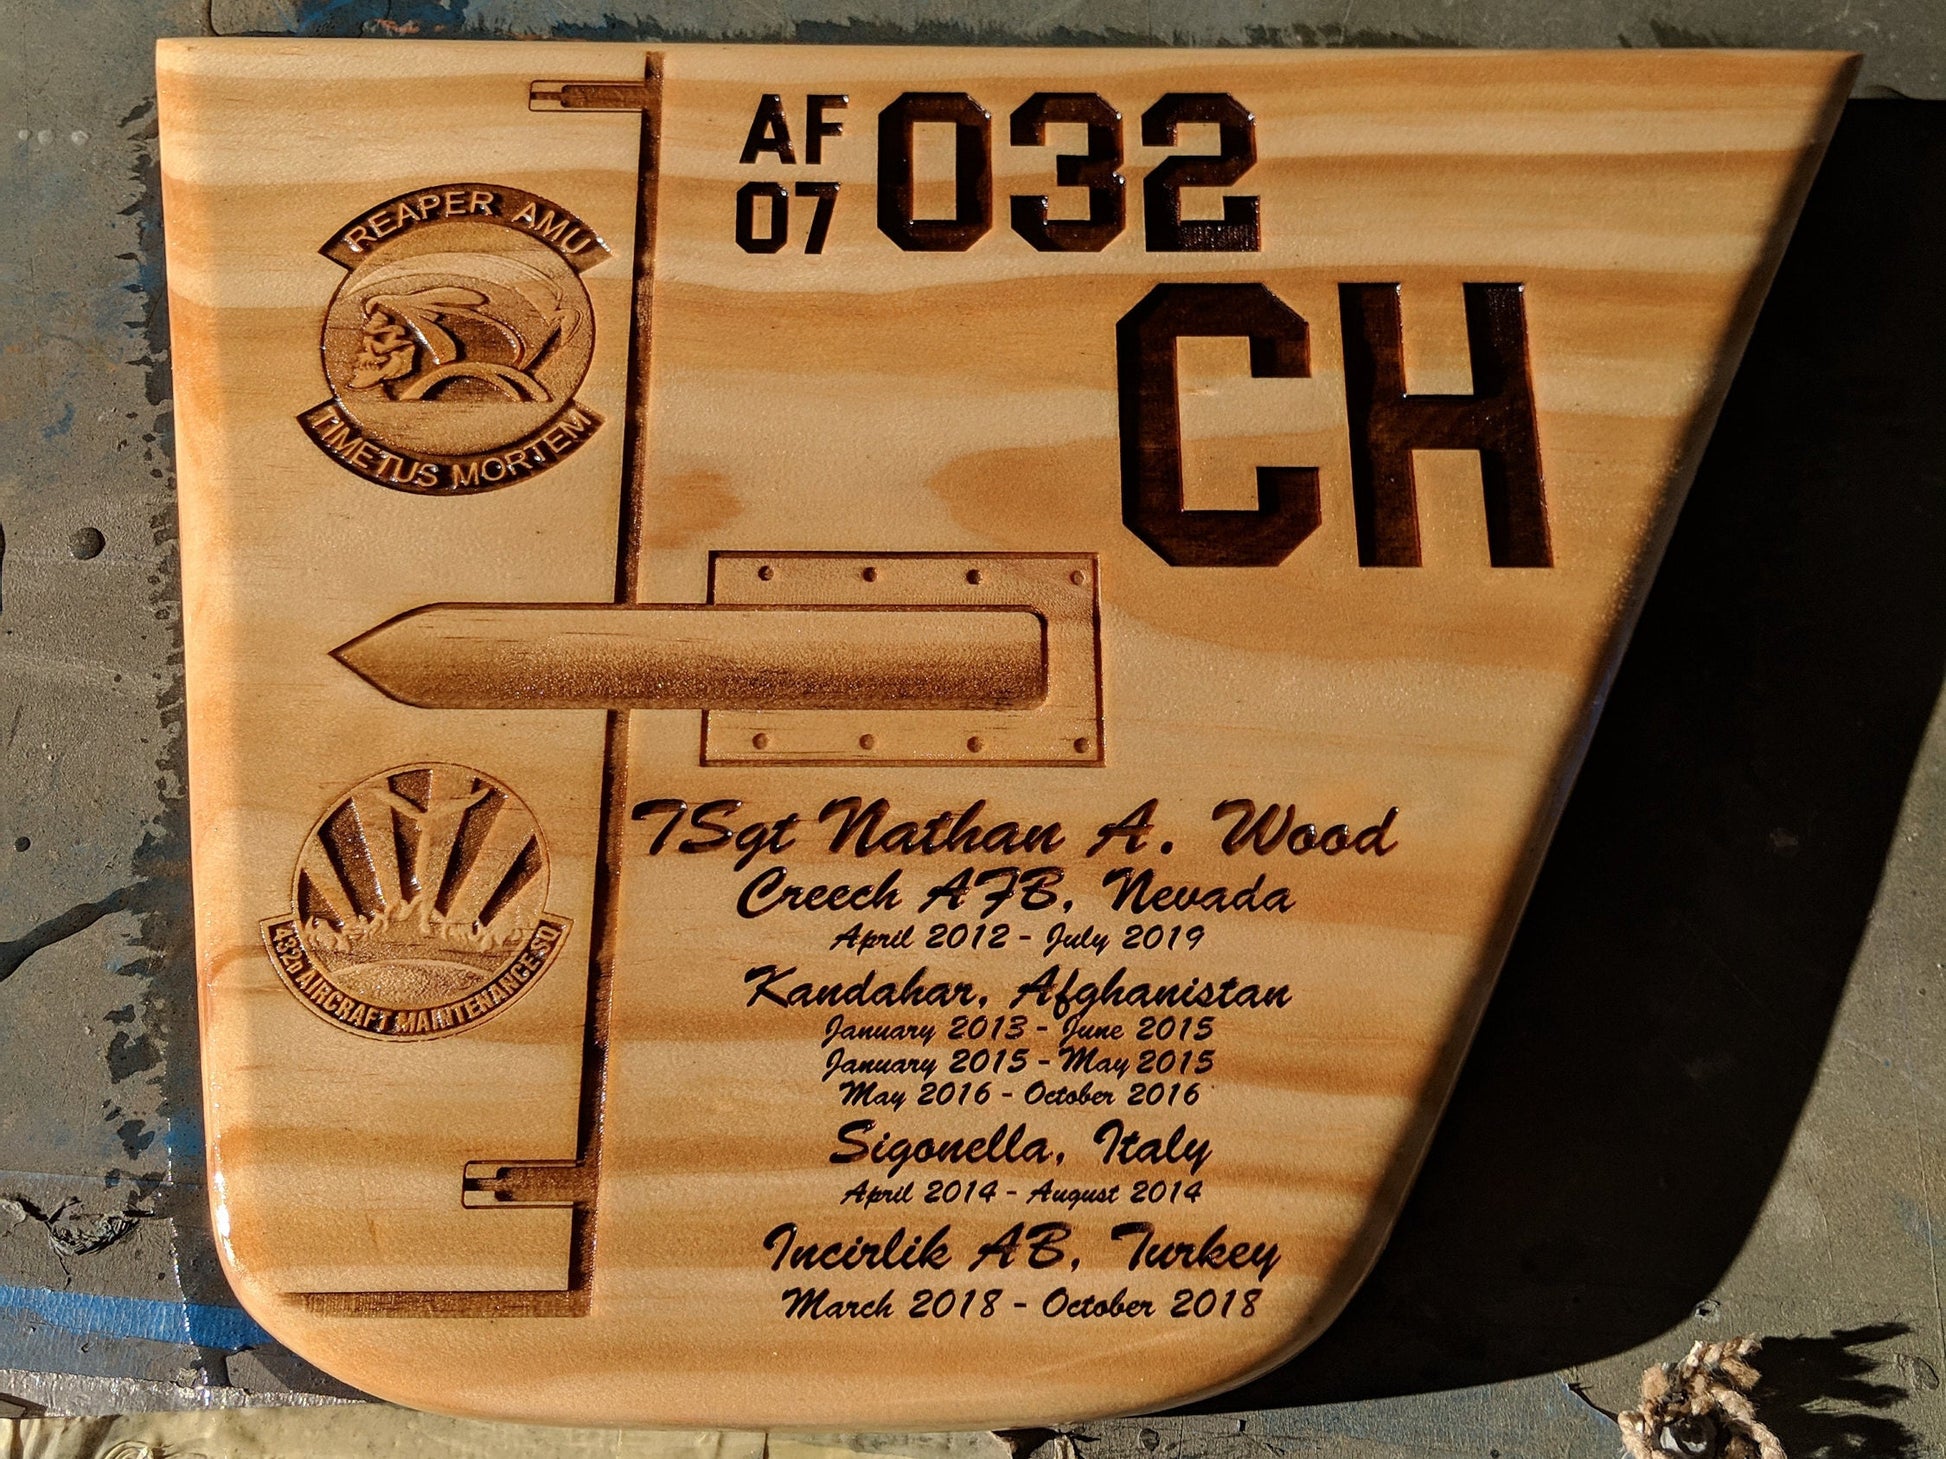 AF 07 032
CH
REAPER AMU
TIMETUS MORTEM
432D AIRCRAFT MAINTENANCE SQ
TSgt Nathan A. Wood
Creech AFB, Nevada
April 2012 - July 2019
Kandahar, Afghanistan
January 2013 - June 2015
January 2015 - May 2015
May 2016 - October 2016
Sigonella, Italy
April 2014 - August 2014
Incirlik AB, Turkey
March 2018 - October 2018